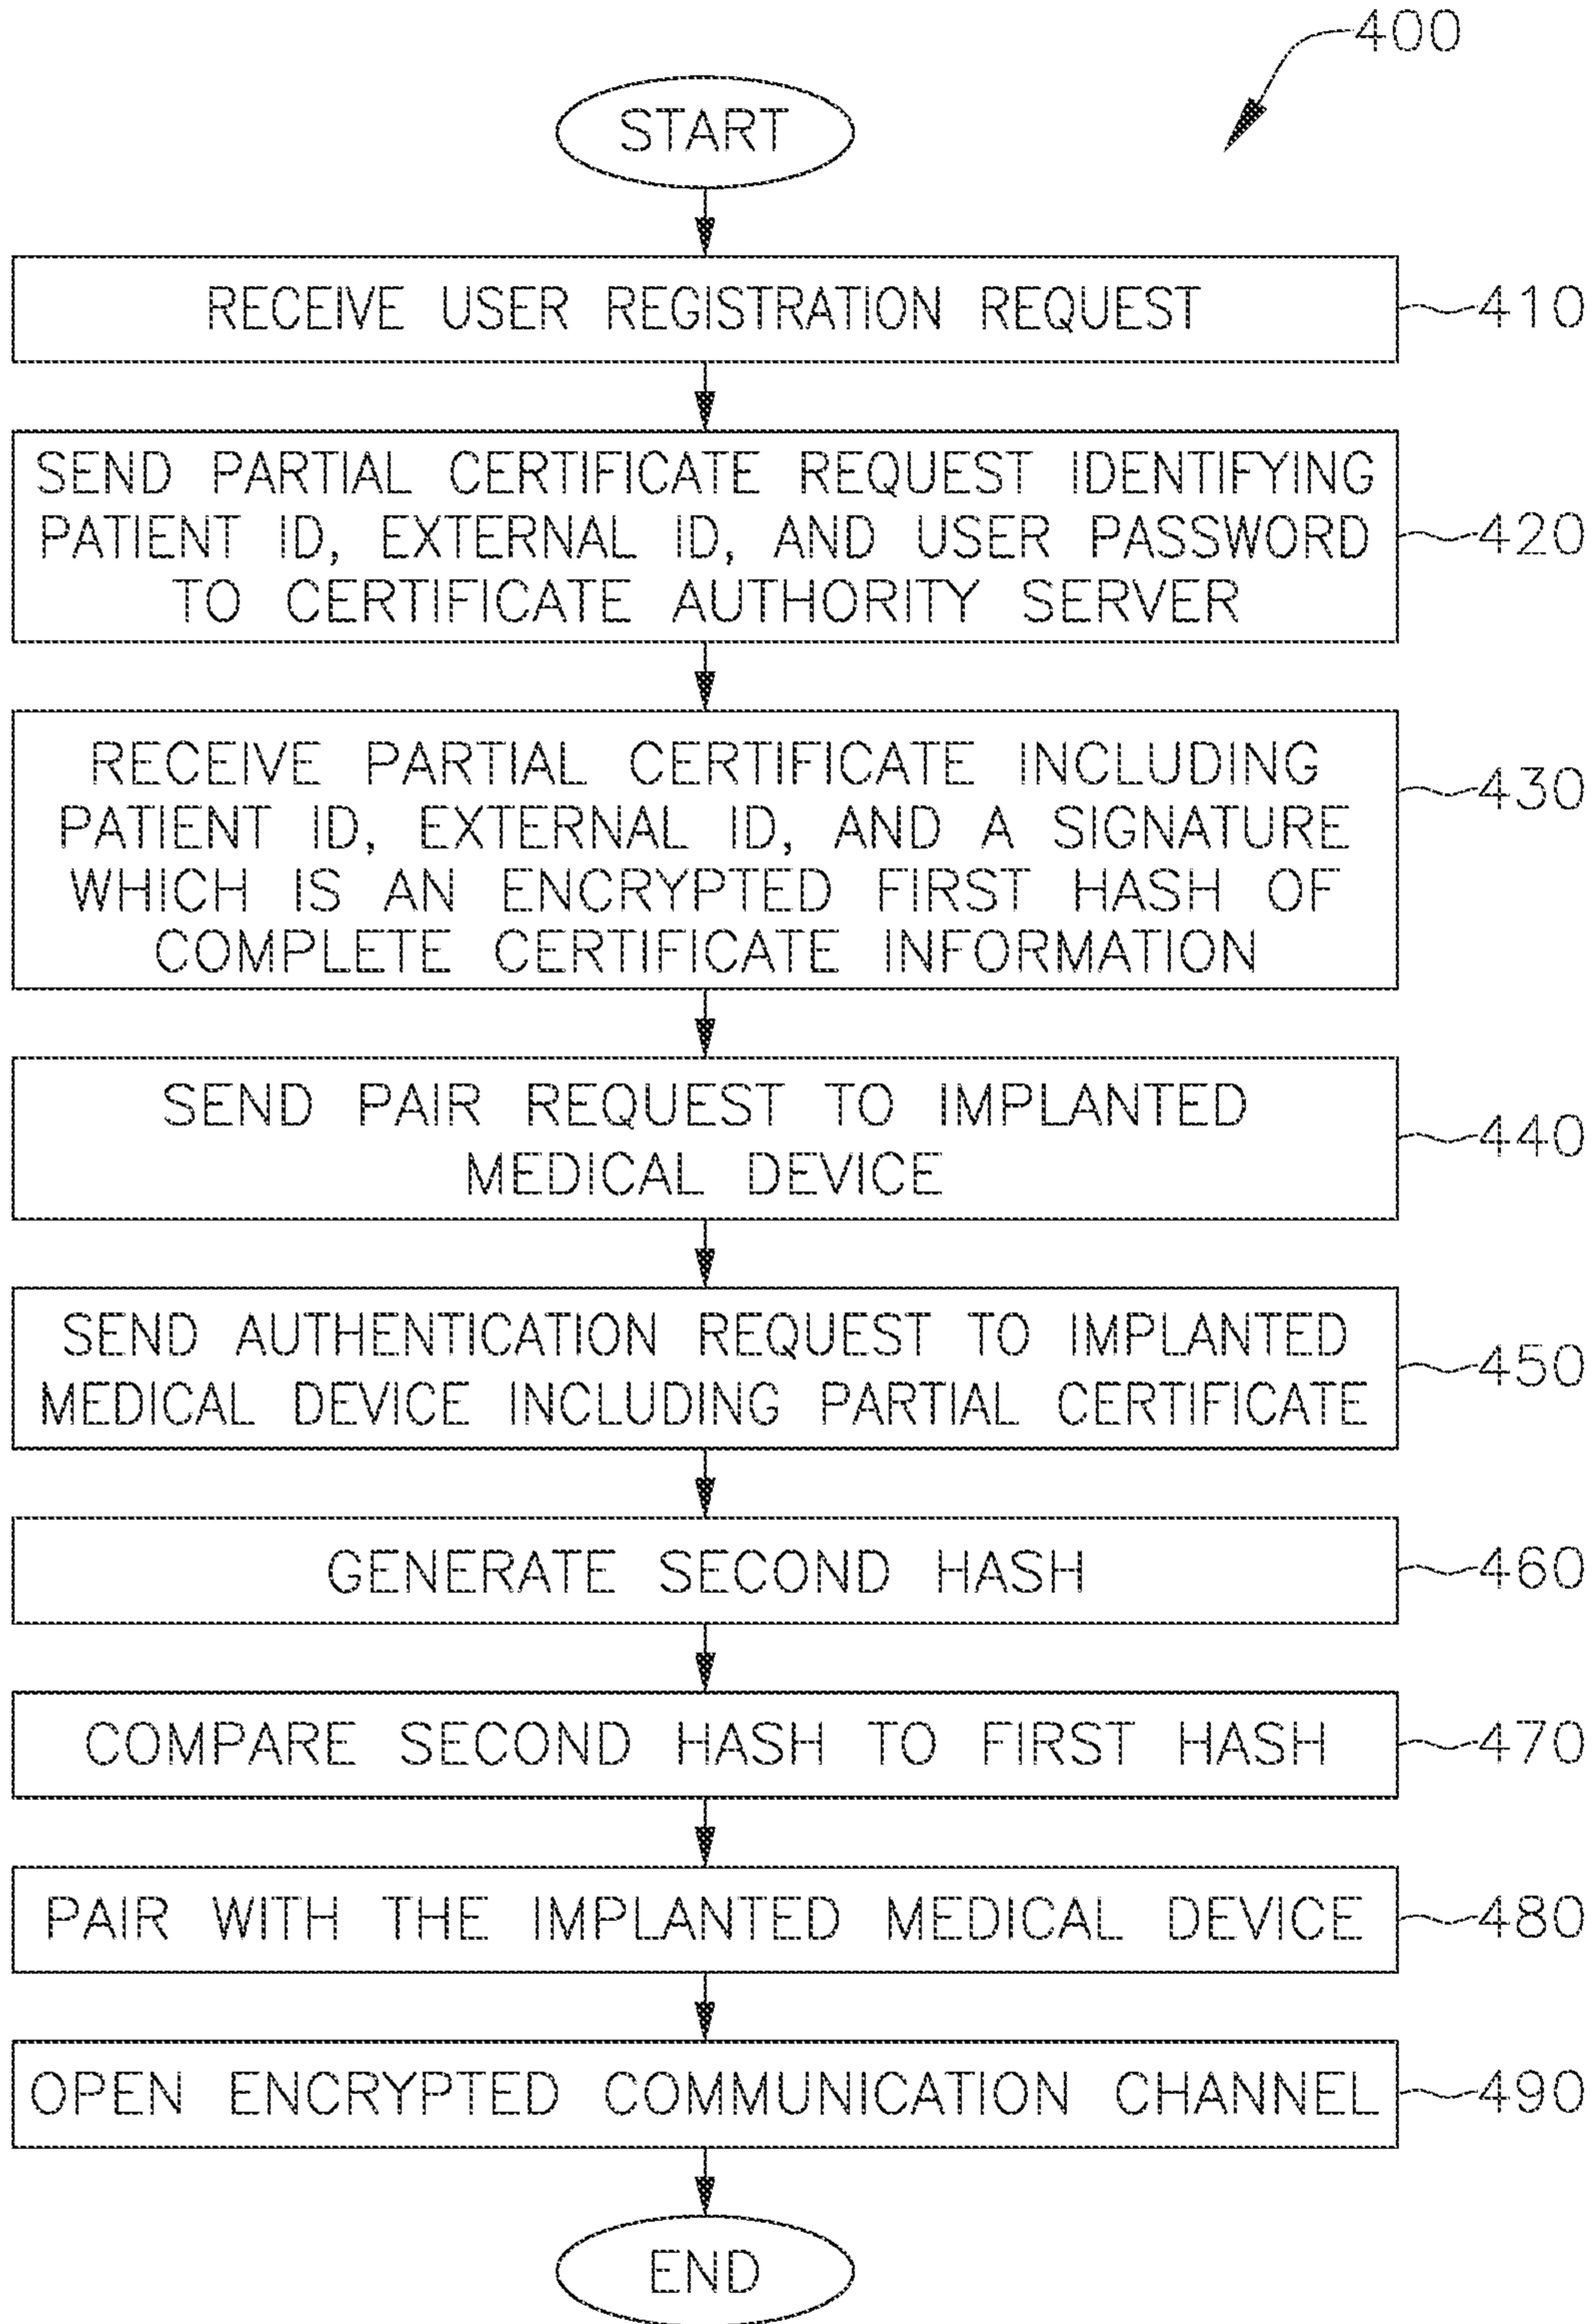 400
START
RECEIVE USER REGISTRATION REQUEST
410
SEND PARTIAL CERTIFICATE REQUEST IDENTIFYING
PATIENT ID, EXTERNAL ID, AND USER PASSWORD
TO CERTIFICATE AUTHORITY SERVER
420
RECEIVE PARTIAL CERTIFICATE INCLUDING
PATIENT ID, EXTERNAL ID, AND A SIGNATURE
WHICH IS AN ENCRYPTED FIRST HASH OF
COMPLETE CERTIFICATE INFORMATION
430
SEND PAIR REQUEST TO IMPLANTED
MEDICAL DEVICE
440
SEND AUTHENTICATION REQUEST TO IMPLANTED
MEDICAL DEVICE INCLUDING PARTIAL CERTIFICATE
450
GENERATE SECOND HASH
460
COMPARE SECOND HASH TO FIRST HASH
470
PAIR WITH THE IMPLANTED MEDICAL DEVICE
480
OPEN ENCRYPTED COMMUNICATION CHANNEL
490
END